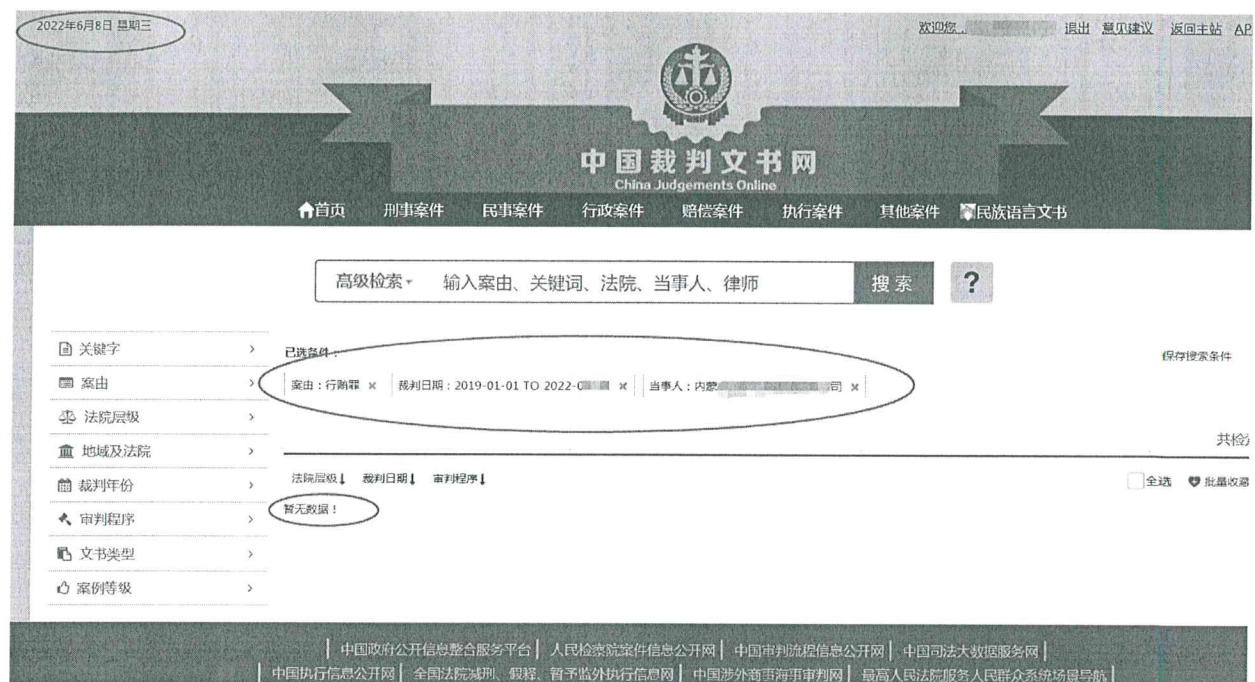 2022年6月8日 星期三
欢迎您， 退出 意见建议 返回主站 AP
中国裁判文书网
China Judgements Online
首页 刑事案件 民事案件 行政案件 赔偿案件 执行案件 其他案件 民族语言文书
高级检索 输入案由、关键词、法院、当事人、律师 搜索 ?
关键字
案由
法院层级
地域及法院
裁判年份
审判程序
文书类型
案例等级
已选条件：
保存搜索条件
案由：行贿罪 × 裁判日期：2019-01-01 TO 2022-0 × 当事人：内蒙 司 ×
共检
法院层级↓ 裁判日期↓ 审判程序↓ 全选 批量收藏
暂无数据！
中国政府公开信息整合服务平台 | 人民检察院案件信息公开网 | 中国审判流程信息公开网 | 中国司法大数据服务网 |
中国执行信息公开网 | 全国法院减刑、假释、暂予监外执行信息网 | 中国涉外商事海事审判网 | 最高人民法院服务人民群众系统场景导航 |